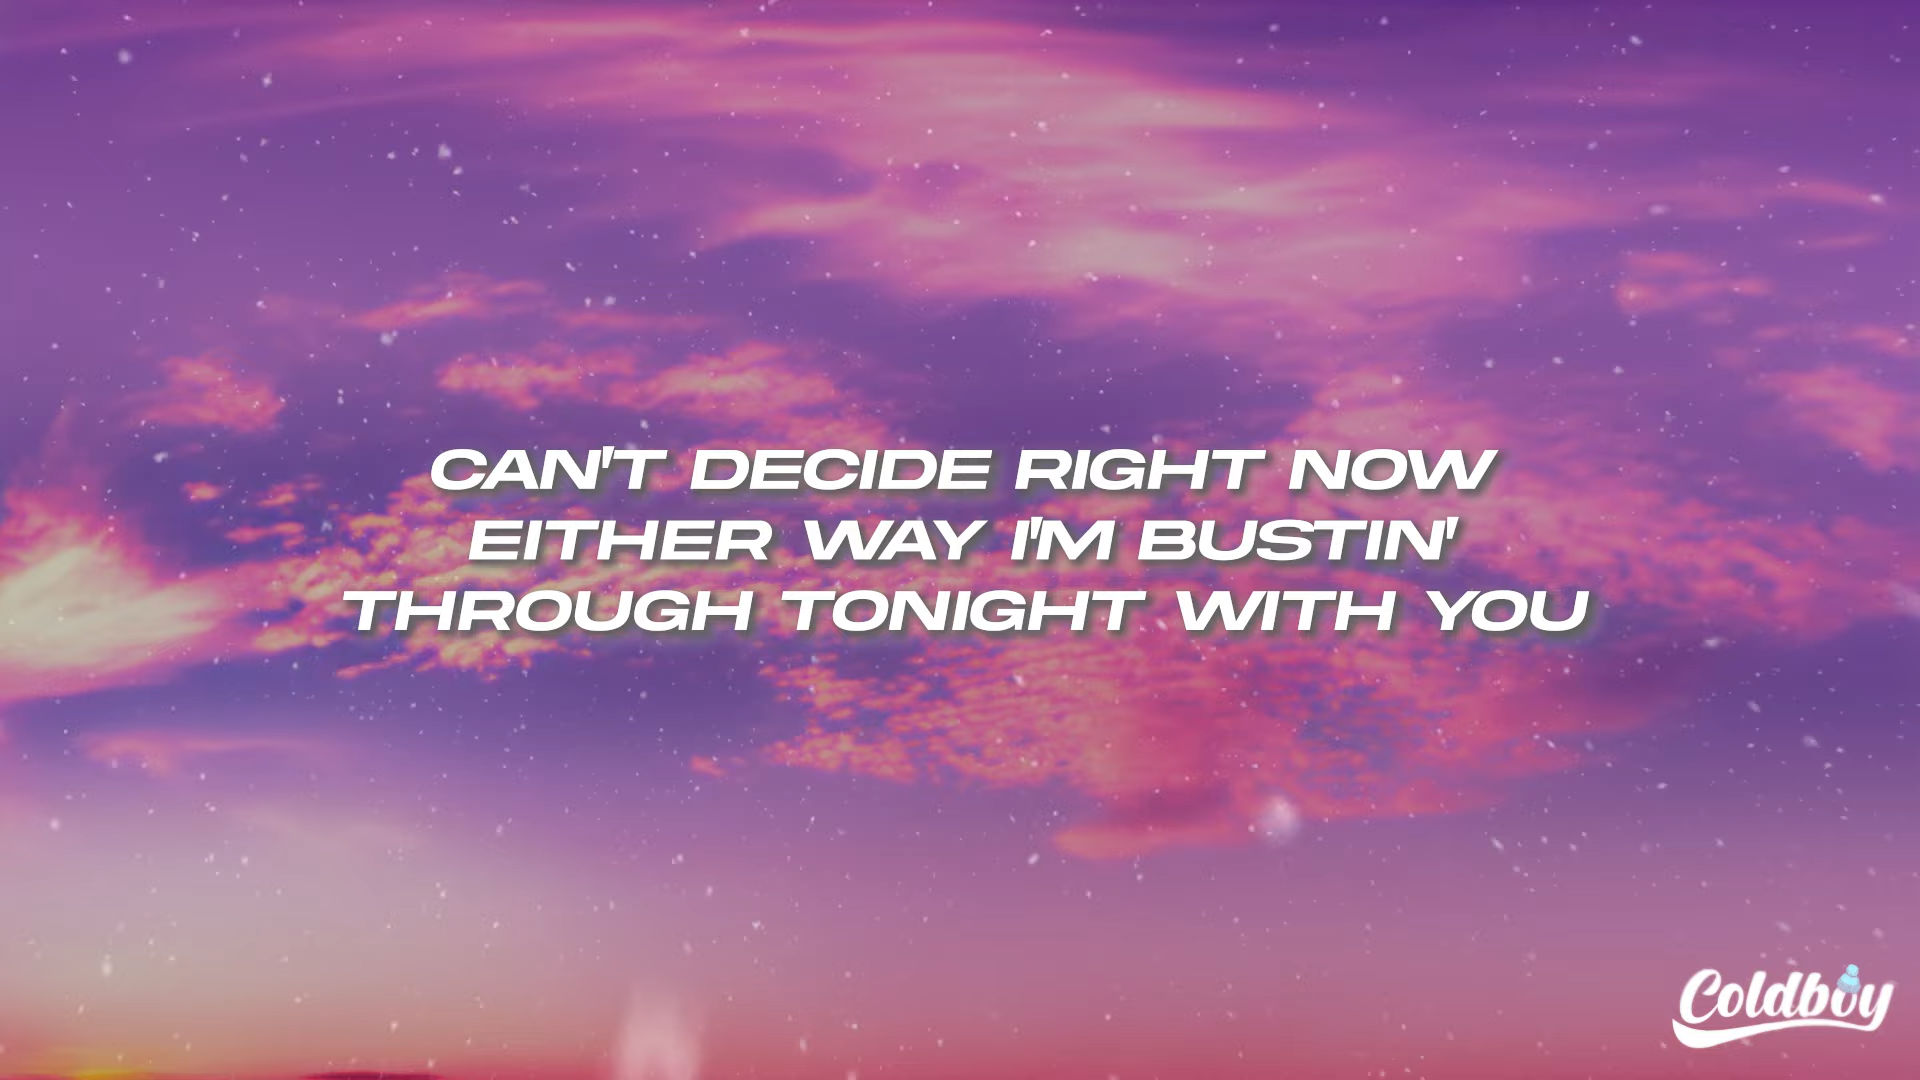 CAN'T DECIDE RIGHT NOW
EITHER WAY I'M BUSTIN'
THROUGH TONIGHT WITH YOU
Coldboy